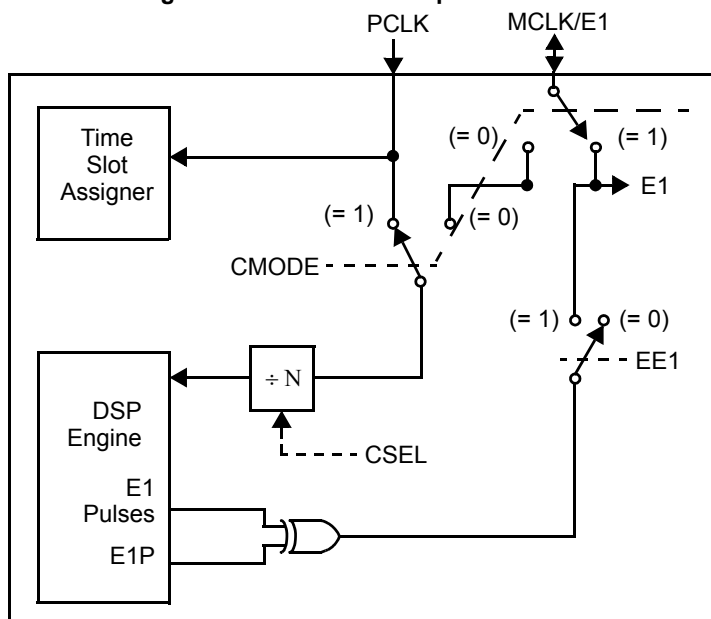 PCLK
MCLK/E1
Time
Slot
Assigner
(= 0)
(= 1)
E1
(= 1)
(= 0)
CMODE
(= 1)
(= 0)
EE1
÷ N
DSP
Engine
CSEL
E1
Pulses
E1P